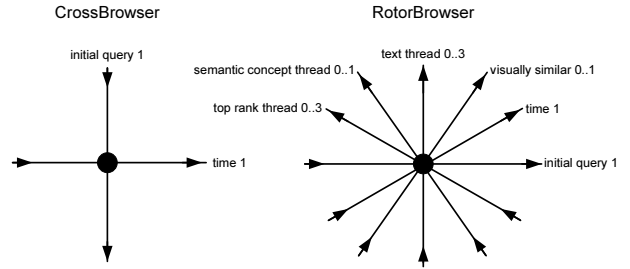 CrossBrowser
RotorBrowser
initial query 1
time 1
text thread 0..3
semantic concept thread 0..1
visually similar 0..1
top rank thread 0..3
time 1
initial query 1